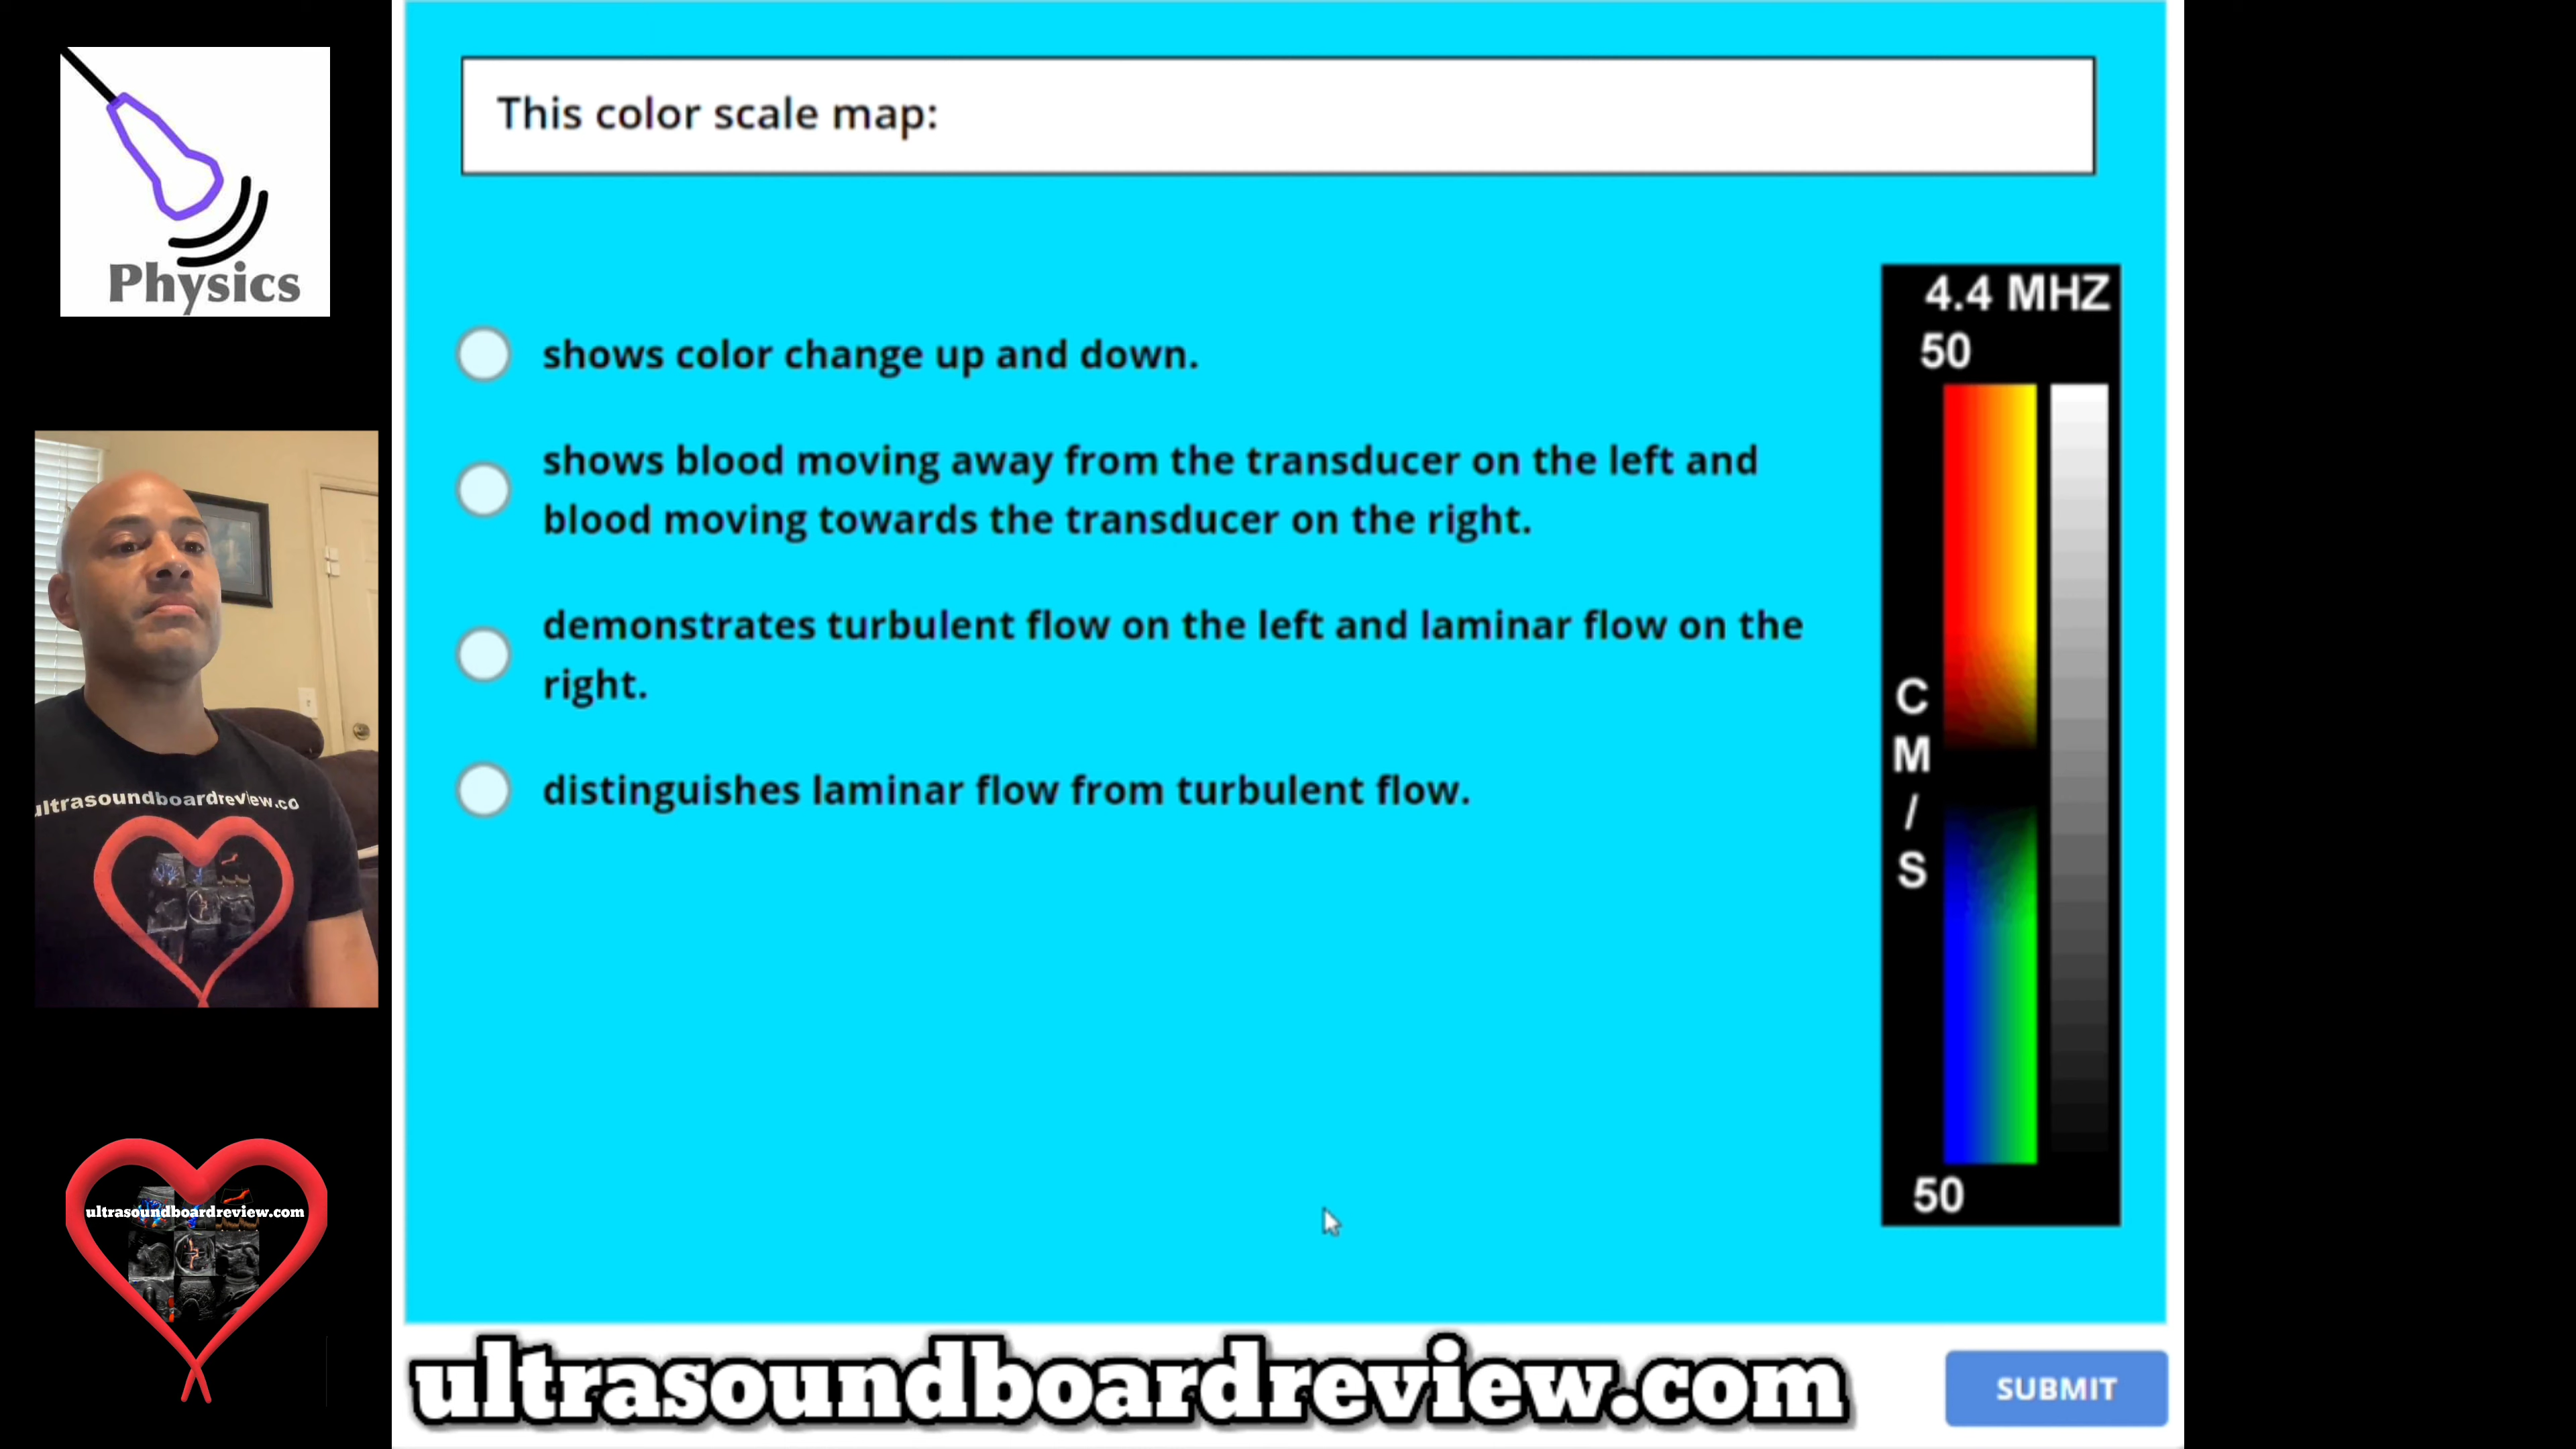 Physics
This color scale map:
shows color change up and down.
shows blood moving away from the transducer on the left and
blood moving towards the transducer on the right.
demonstrates turbulent flow on the left and laminar flow on the
right.
distinguishes laminar flow from turbulent flow.
4.4 MHZ
50
C
M
/
S
50
ultrasoundboardreview.co
ultrasoundboardreview.com
ultrasoundboardreview.com
SUBMIT